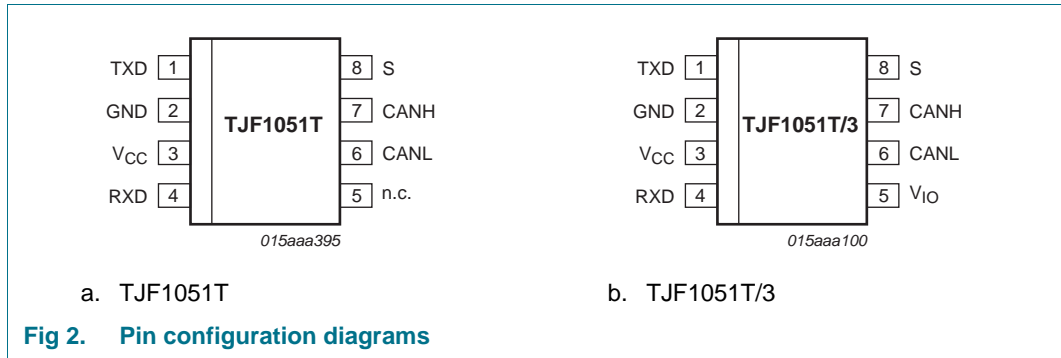 TXD 1 8 S
GND 2 7 CANH
VCC 3 6 CANL
RXD 4 5 n.c.
TJF1051T
015aaa395
a. TJF1051T
TXD 1 8 S
GND 2 7 CANH
VCC 3 6 CANL
RXD 4 5 VIO
TJF1051T/3
015aaa100
b. TJF1051T/3
Fig 2. Pin configuration diagrams